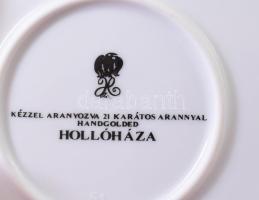 KÉZZEL ARANYOZVA 21 KARÁTOS ARANNYAL
HANDGOLDED
HOLLÓHÁZA